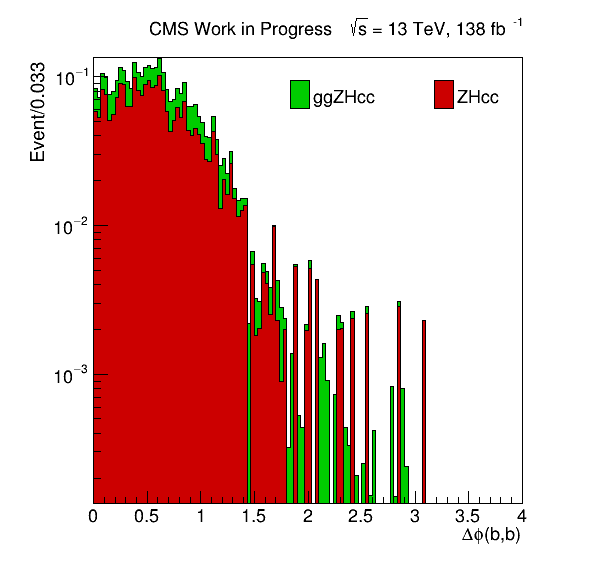 CMS Work in Progress √s = 13 TeV, 138 fb⁻¹
Event/0.033
10⁻¹
10⁻²
10⁻³
ggZHcc
ZHcc
0 0.5 1 1.5 2 2.5 3 3.5 4
Δϕ(b,b)